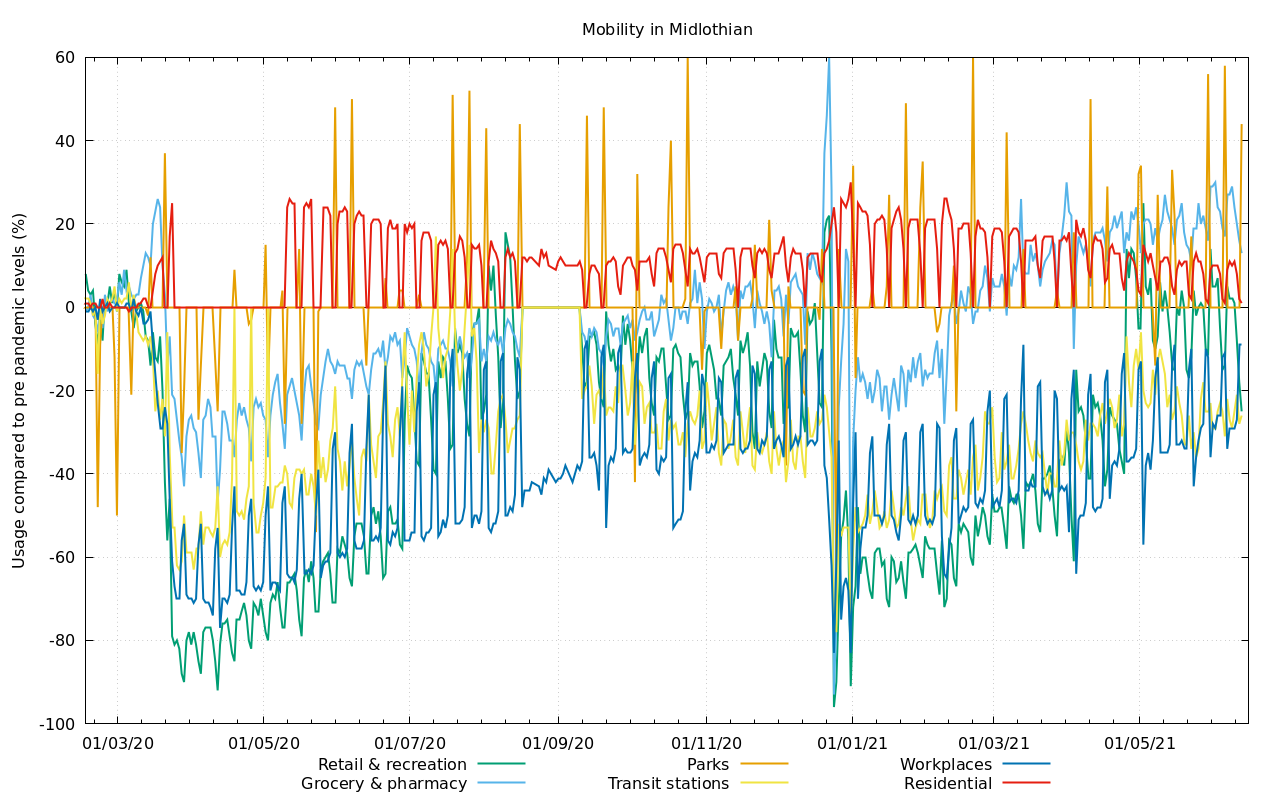 Mobility in Midlothian
Usage compared to pre pandemic levels (%)
60
40
20
0
-20
-40
-60
-80
-100
01/03/20 01/05/20 01/07/20 01/09/20 01/11/20 01/01/21 01/03/21 01/05/21
Retail & recreation Parks Workplaces
Grocery & pharmacy Transit stations Residential